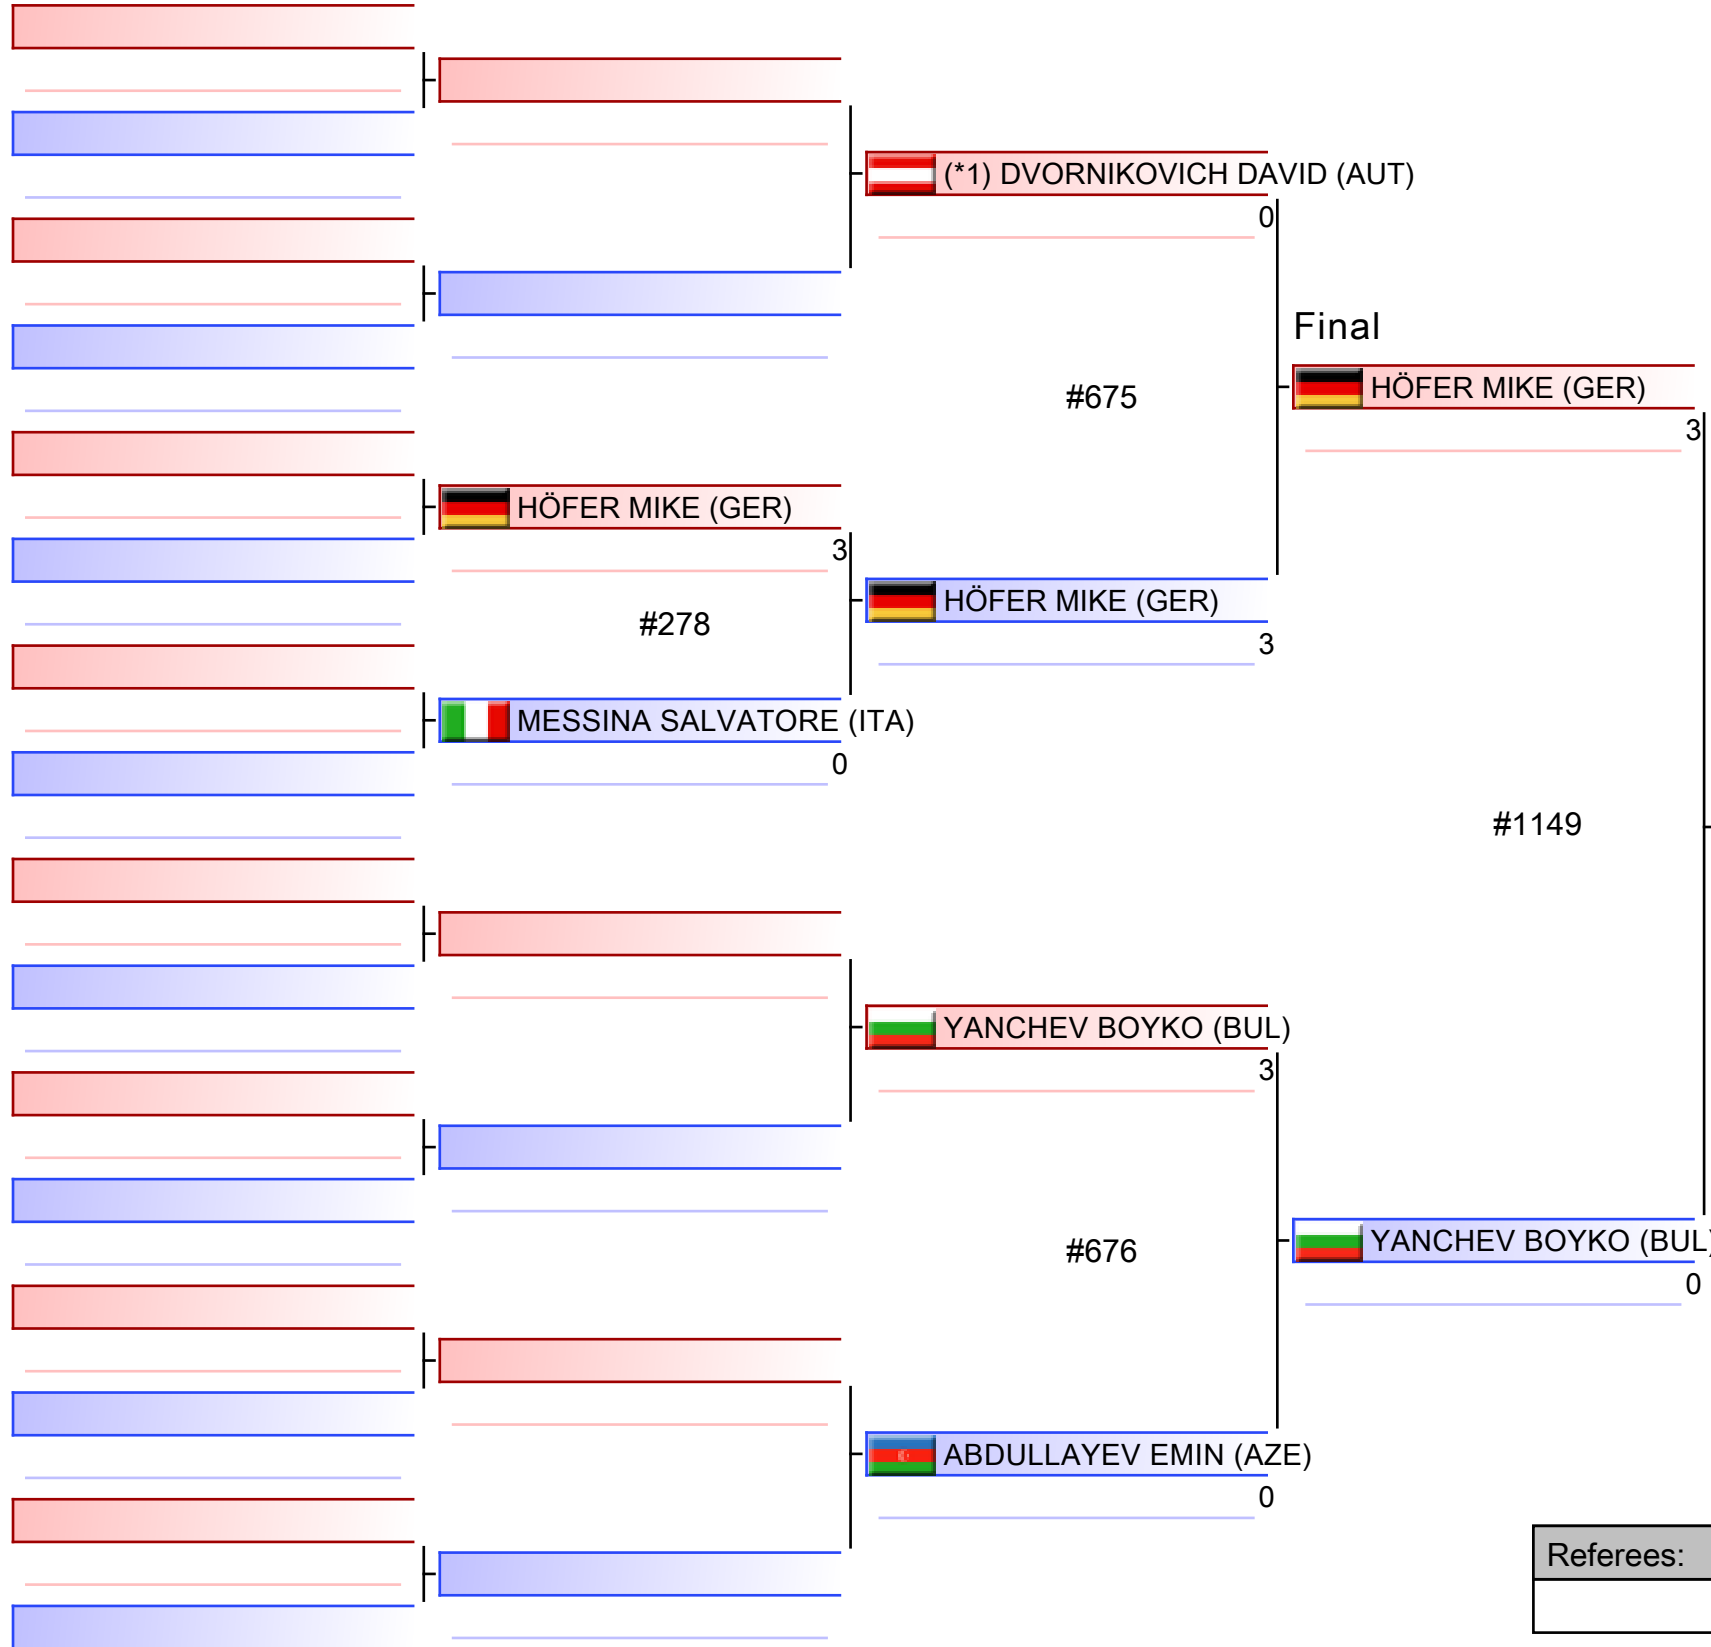 (*1) DVORNIKOVICH DAVID (AUT)
0
Final
#675
HÖFER MIKE (GER)
3
HÖFER MIKE (GER)
3
HÖFER MIKE (GER)
#278
3
MESSINA SALVATORE (ITA)
0
#1149
YANCHEV BOYKO (BUL)
3
#676
YANCHEV BOYKO (BUL)
0
ABDULLAYEV EMIN (AZE)
0
Referees: